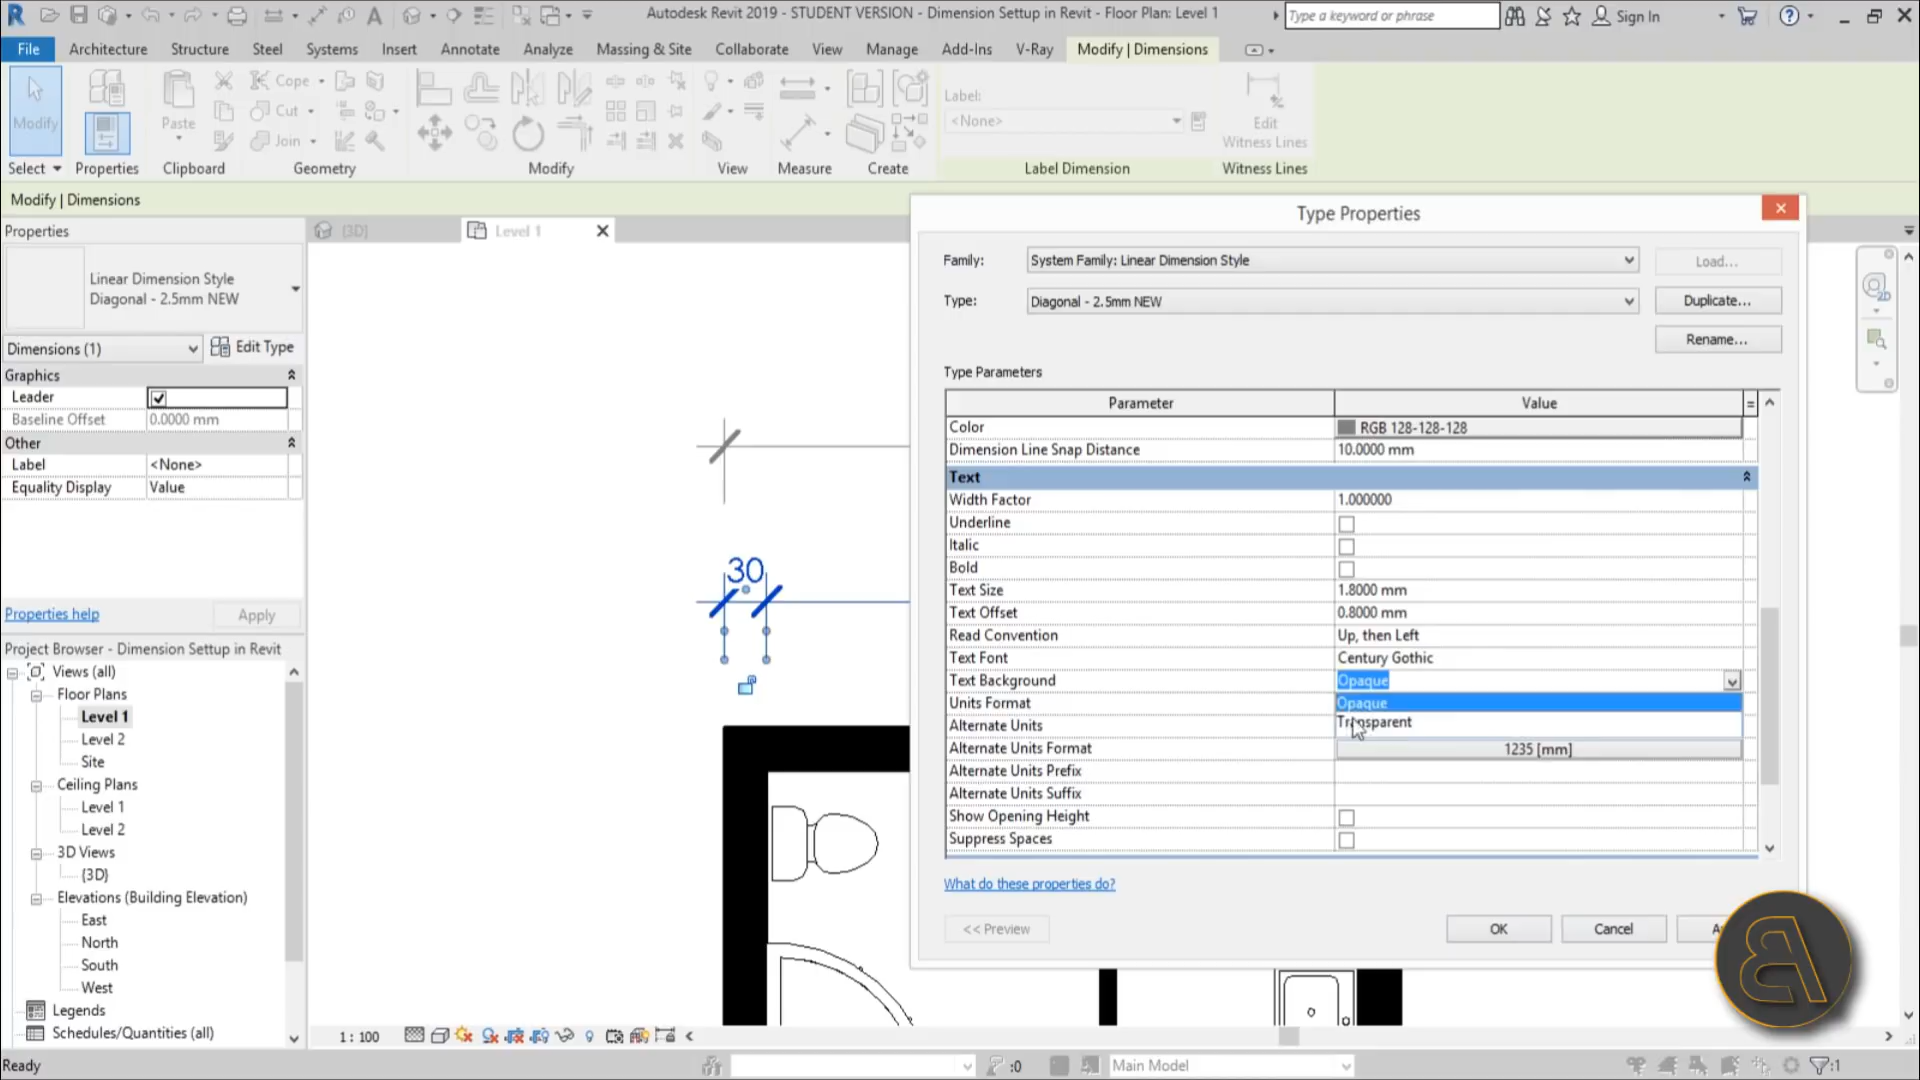 Autodesk Revit 2019 - STUDENT VERSION - Dimension Settup in Revit - Floor Plan: Level 1
Type a keyword or phrase
Sign In
File Architecture Structure Steel Systems Insert Annotate Analyze Massing & Site Collaborate View Manage Add-Ins V-Ray Modify | Dimensions
Modify
Paste
Cope
Cut
Join
Label:
<None>
Edit
Witness Lines
Select Properties Clipboard Geometry Modify View Measure Create Label Dimension Witness Lines
Modify | Dimensions
Properties
{3D}
Level 1
Linear Dimension Style
Diagonal - 2.5mm NEW
Dimensions (1)
Edit Type
Graphics
Leader
Baseline Offset 0.0000 mm
Other
Label <None>
Equality Display Value
Properties help
Apply
Project Browser - Dimension Settup in Revit
Views (all)
Floor Plans
Level 1
Level 2
Site
Ceiling Plans
Level 1
Level 2
3D Views
{3D}
Elevations (Building Elevation)
East
North
South
West
Legends
Schedules/Quantities (all)
30
2D
Type Properties
Family: System Family: Linear Dimension Style Load...
Type: Diagonal - 2.5mm NEW Duplicate...
Rename...
Type Parameters
Parameter Value =
Color RGB 128-128-128
Dimension Line Snap Distance 10.0000 mm
Text
Width Factor 1.000000
Underline
Italic
Bold
Text Size 1.8000 mm
Text Offset 0.8000 mm
Read Convention Up, then Left
Text Font Century Gothic
Text Background Opaque
Units Format Opaque
Alternate Units Transparent
Alternate Units Format 1235 [mm]
Alternate Units Prefix
Alternate Units Suffix
Show Opening Height
Suppress Spaces
What do these properties do?
<< Preview OK Cancel
1 : 100
Ready
:0
Main Model
:1